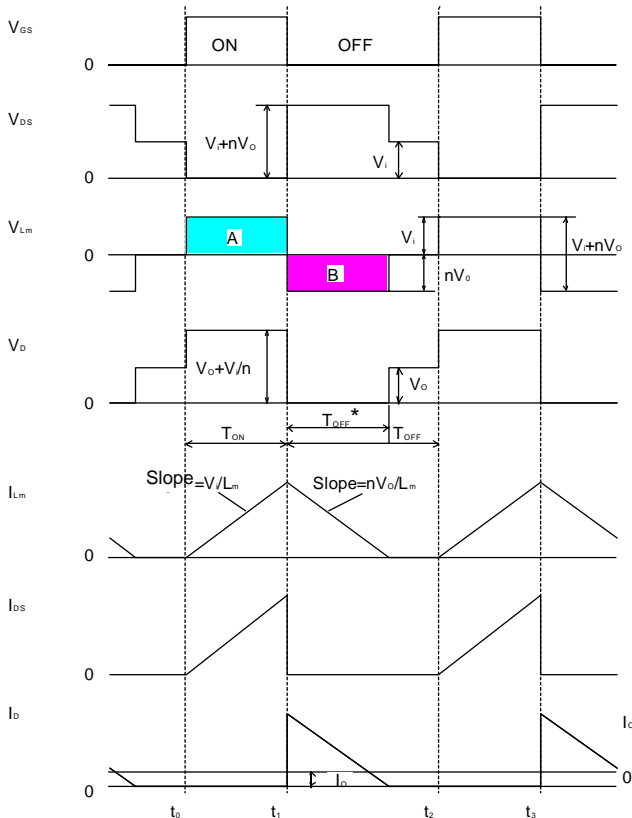 VGS
ON OFF
0
VDS
Vi+nVO
Vi
0
VLm
A
Vi
Vi+nVO
0
B
nV0
VD
VO+Vi/n
VO
0
TOFF*
TON
TOFF
Slope=Vi/Lm
Slope=nVO/Lm
ILm
0
IDS
0
ID
IO
0
IO
0
t0 t1 t2 t3